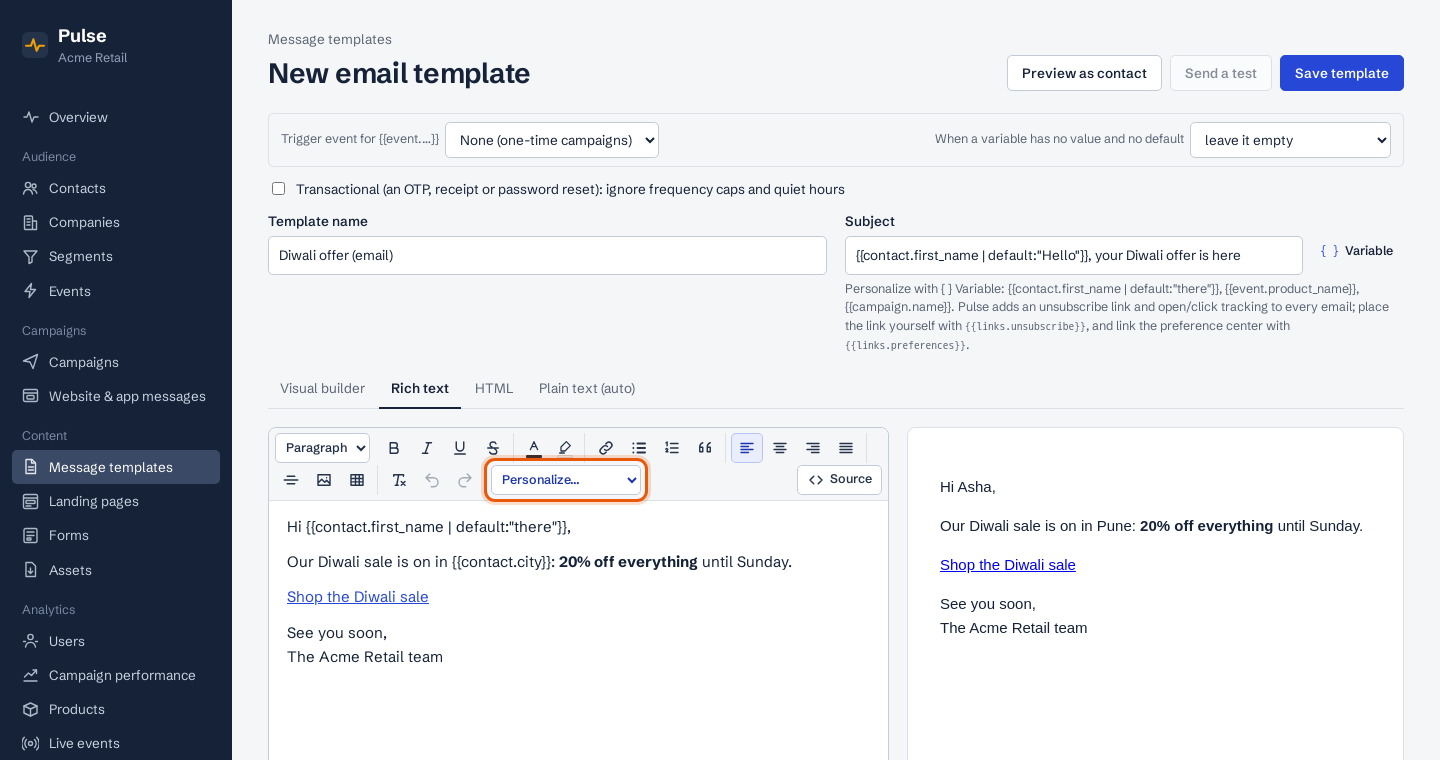 Pulse
Acme Retail
Overview
Audience
Contacts
Companies
Segments
Events
Campaigns
Campaigns
Website & app messages
Content
Message templates
Landing pages
Forms
Assets
Analytics
Users
Campaign performance
Products
Live events
Message templates
New email template
Preview as contact
Send a test
Save template
Trigger event for {{event....}}
None (one-time campaigns)
When a variable has no value and no default
leave it empty
Transactional (an OTP, receipt or password reset): ignore frequency caps and quiet hours
Template name
Diwali offer (email)
Subject
{{contact.first_name | default:"Hello"}}, your Diwali offer is here
{ } Variable
Personalize with { } Variable: {{contact.first_name | default:"there"}}, {{event.product_name}},
{{campaign.name}}. Pulse adds an unsubscribe link and open/click tracking to every email; place
the link yourself with {{links.unsubscribe}}, and link the preference center with
{{links.preferences}}.
Visual builder
Rich text
HTML
Plain text (auto)
Paragraph
Personalize...
Source
Hi {{contact.first_name | default:"there"}},
Our Diwali sale is on in {{contact.city}}: 20% off everything until Sunday.
Shop the Diwali sale
See you soon,
The Acme Retail team
Hi Asha,
Our Diwali sale is on in Pune: 20% off everything until Sunday.
Shop the Diwali sale
See you soon,
The Acme Retail team